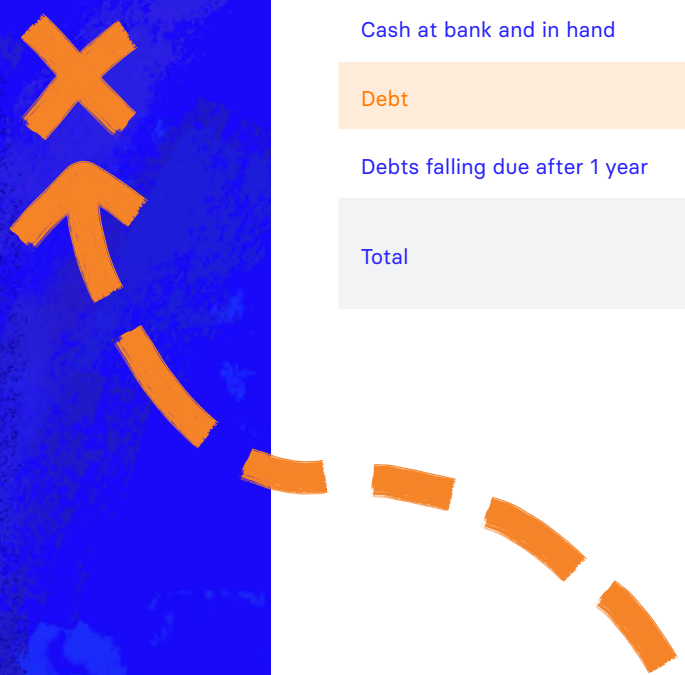 Cash at bank and in hand
Debt
Debts falling due after 1 year
Total